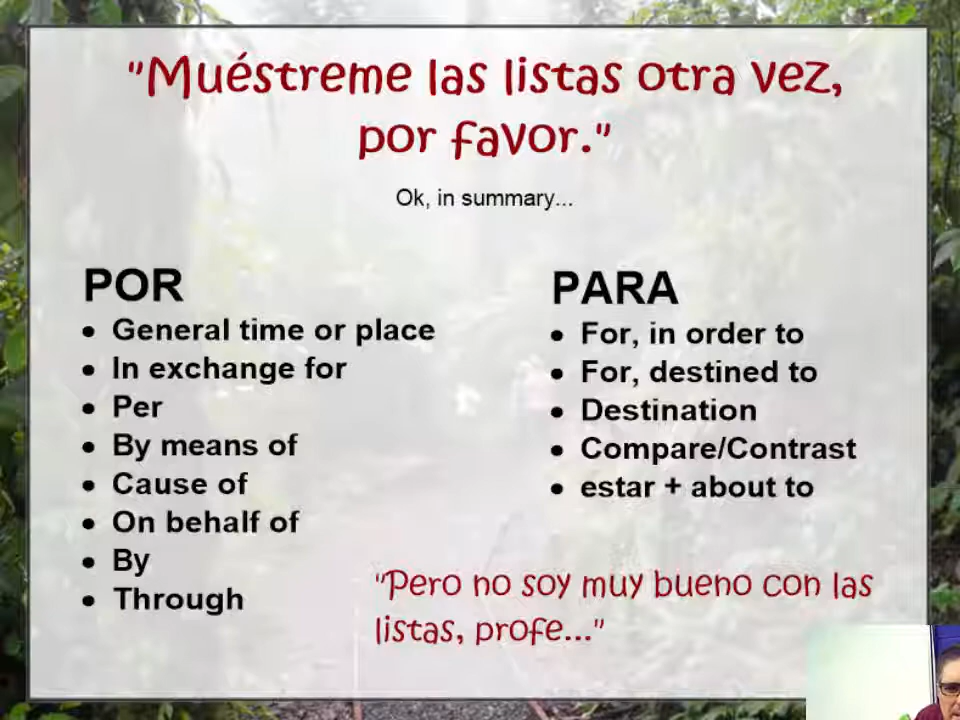 "Muéstreme las listas otra vez,
por favor."
Ok, in summary...
POR
• General time or place
• In exchange for
• Per
• By means of
• Cause of
• On behalf of
• By
• Through
PARA
• For, in order to
• For, destined to
• Destination
• Compare/Contrast
• estar + about to
"Pero no soy muy bueno con las
listas, profe..."